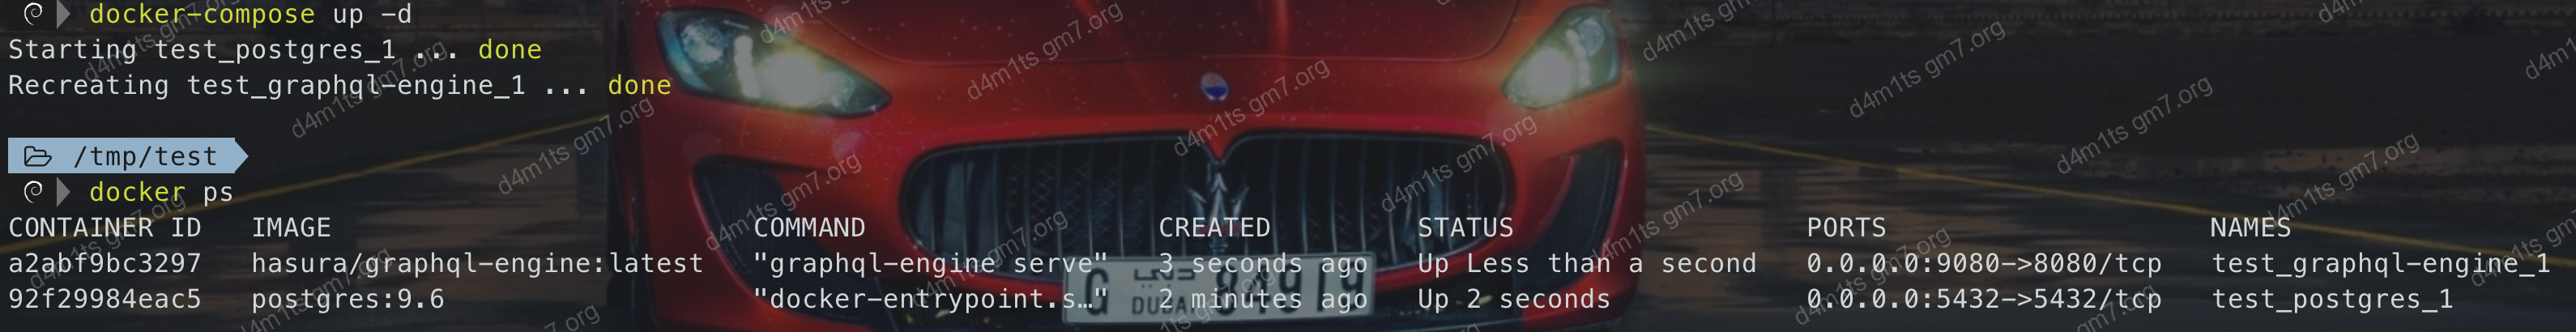 docker-compose up -d
Starting test_postgres_1 ... done
Recreating test_graphql-engine_1 ... done
/tmp/test
docker ps
CONTAINER ID   IMAGE   COMMAND   CREATED   STATUS   PORTS   NAMES
a2abf9bc3297   hasura/graphql-engine:latest   "graphql-engine serve"   3 seconds ago   Up Less than a second   0.0.0.0:9080->8080/tcp   test_graphql-engine_1
92f29984eac5   postgres:9.6   "docker-entrypoint.s…"   2 minutes ago   Up 2 seconds   0.0.0.0:5432->5432/tcp   test_postgres_1
d4m1ts gm7.org